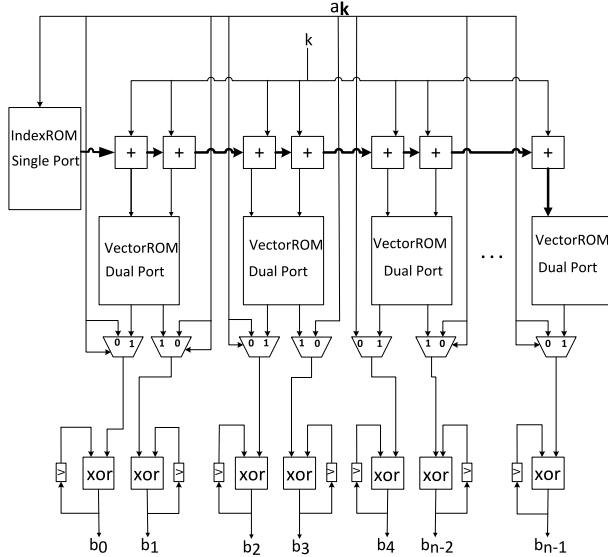 ak
k
IndexROM
Single Port
+ + + + + + +
VectorROM VectorROM VectorROM VectorROM
Dual Port Dual Port Dual Port Dual Port
...
0 1 1 0 0 1 1 0 0 1 1 0 0 1
V V V V V V V
xor xor xor xor xor xor xor
b0 b1 b2 b3 b4 bn-2 bn-1